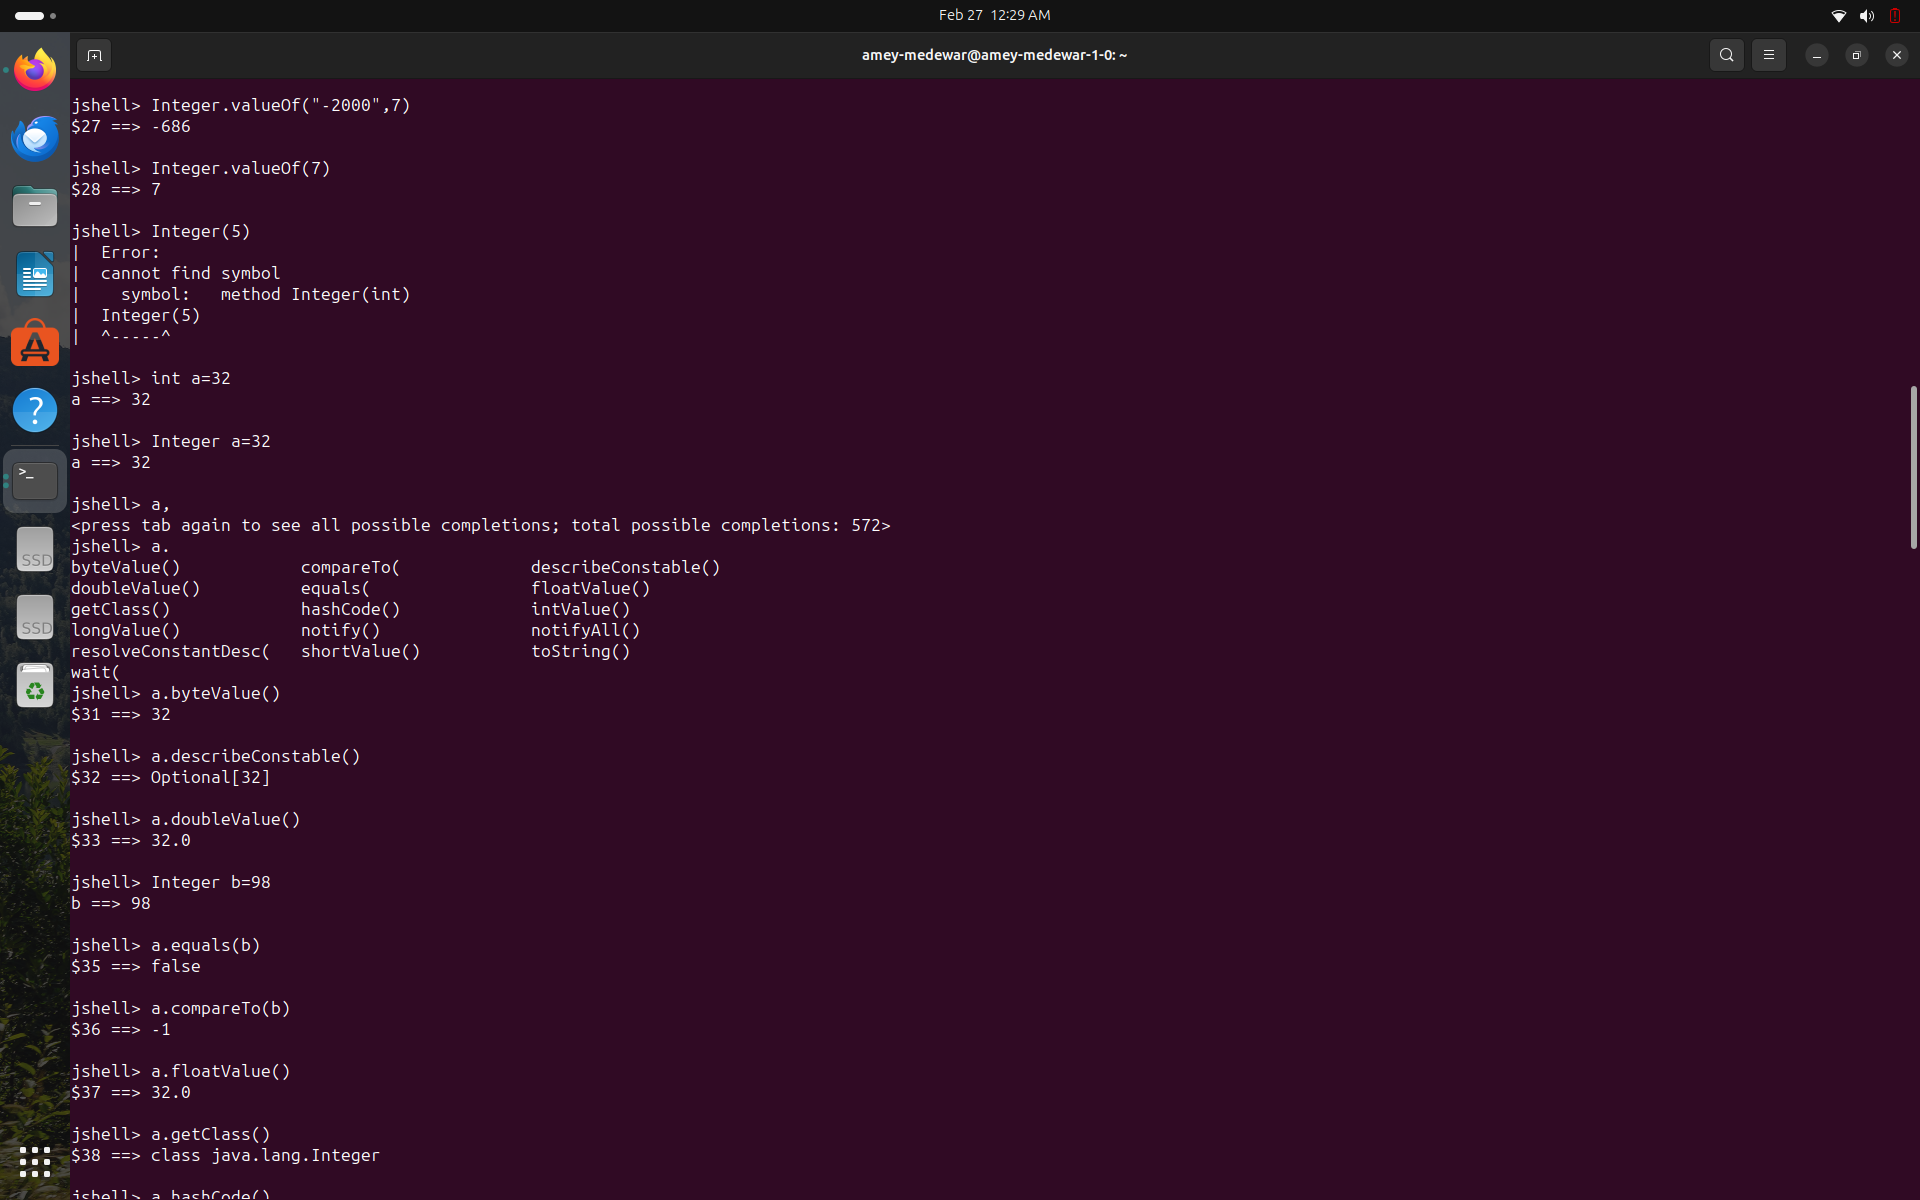 Feb 27 12:29 AM
amey-medewar@amey-medewar-1-0: ~
jshell> Integer.valueOf("-2000",7)
$27 ==> -686
jshell> Integer.valueOf(7)
$28 ==> 7
jshell> Integer(5)
|  Error:
|  cannot find symbol
|    symbol:   method Integer(int)
|  Integer(5)
|  ^-----^
jshell> int a=32
a ==> 32
jshell> Integer a=32
a ==> 32
jshell> a,
<press tab again to see all possible completions; total possible completions: 572>
jshell> a.
byteValue()            compareTo(             describeConstable()
doubleValue()          equals(                floatValue()
getClass()             hashCode()             intValue()
longValue()            notify()               notifyAll()
resolveConstantDesc(   shortValue()           toString()
wait(
jshell> a.byteValue()
$31 ==> 32
jshell> a.describeConstable()
$32 ==> Optional[32]
jshell> a.doubleValue()
$33 ==> 32.0
jshell> Integer b=98
b ==> 98
jshell> a.equals(b)
$35 ==> false
jshell> a.compareTo(b)
$36 ==> -1
jshell> a.floatValue()
$37 ==> 32.0
jshell> a.getClass()
$38 ==> class java.lang.Integer
jshell> a.hashCode()
>_
SSD
SSD